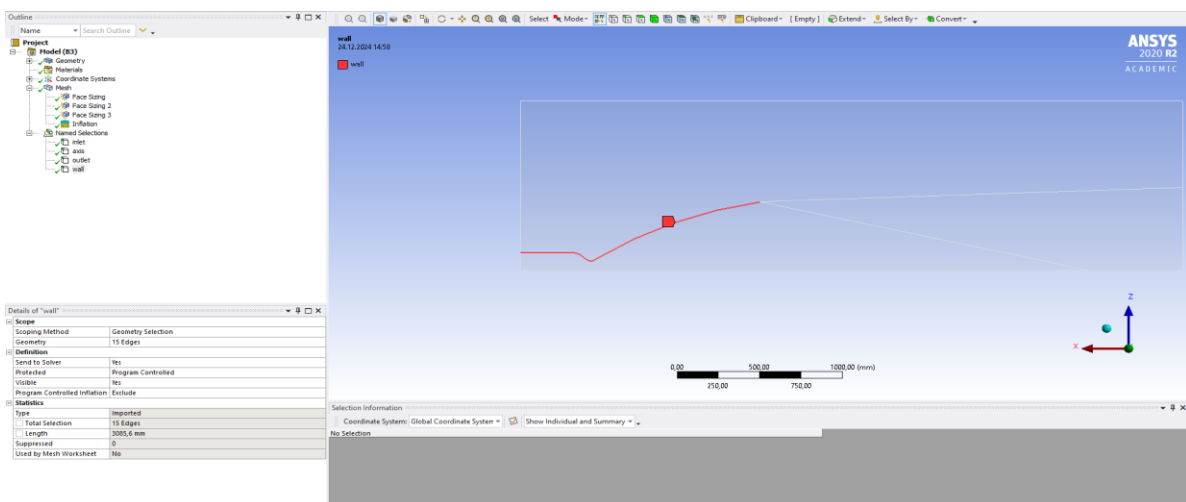 Outline
Name
Search Outline
Project
Model (B3)
Geometry
Materials
Coordinate Systems
Mesh
Face Sizing
Face Sizing 2
Face Sizing 3
Inflation
Named Selections
inlet
axis
outlet
wall
Details of "wall"
Scope
Scoping Method Geometry Selection
Geometry 15 Edges
Definition
Send to Solver Yes
Protected Program Controlled
Visible Yes
Program Controlled Inflation Exclude
Statistics
Type Imported
Total Selection 15 Edges
Length 3085,6 mm
Suppressed 0
Used by Mesh Worksheet No
Select Mode Clipboard [ Empty ] Extend Select By Convert
wall
24.12.2024 14:50
wall
ANSYS
2020 R2
ACADEMIC
Z
X
0,00 500,00 1000,00 (mm)
250,00 750,00
Selection Information
Coordinate System: Global Coordinate System Show Individual and Summary
No Selection